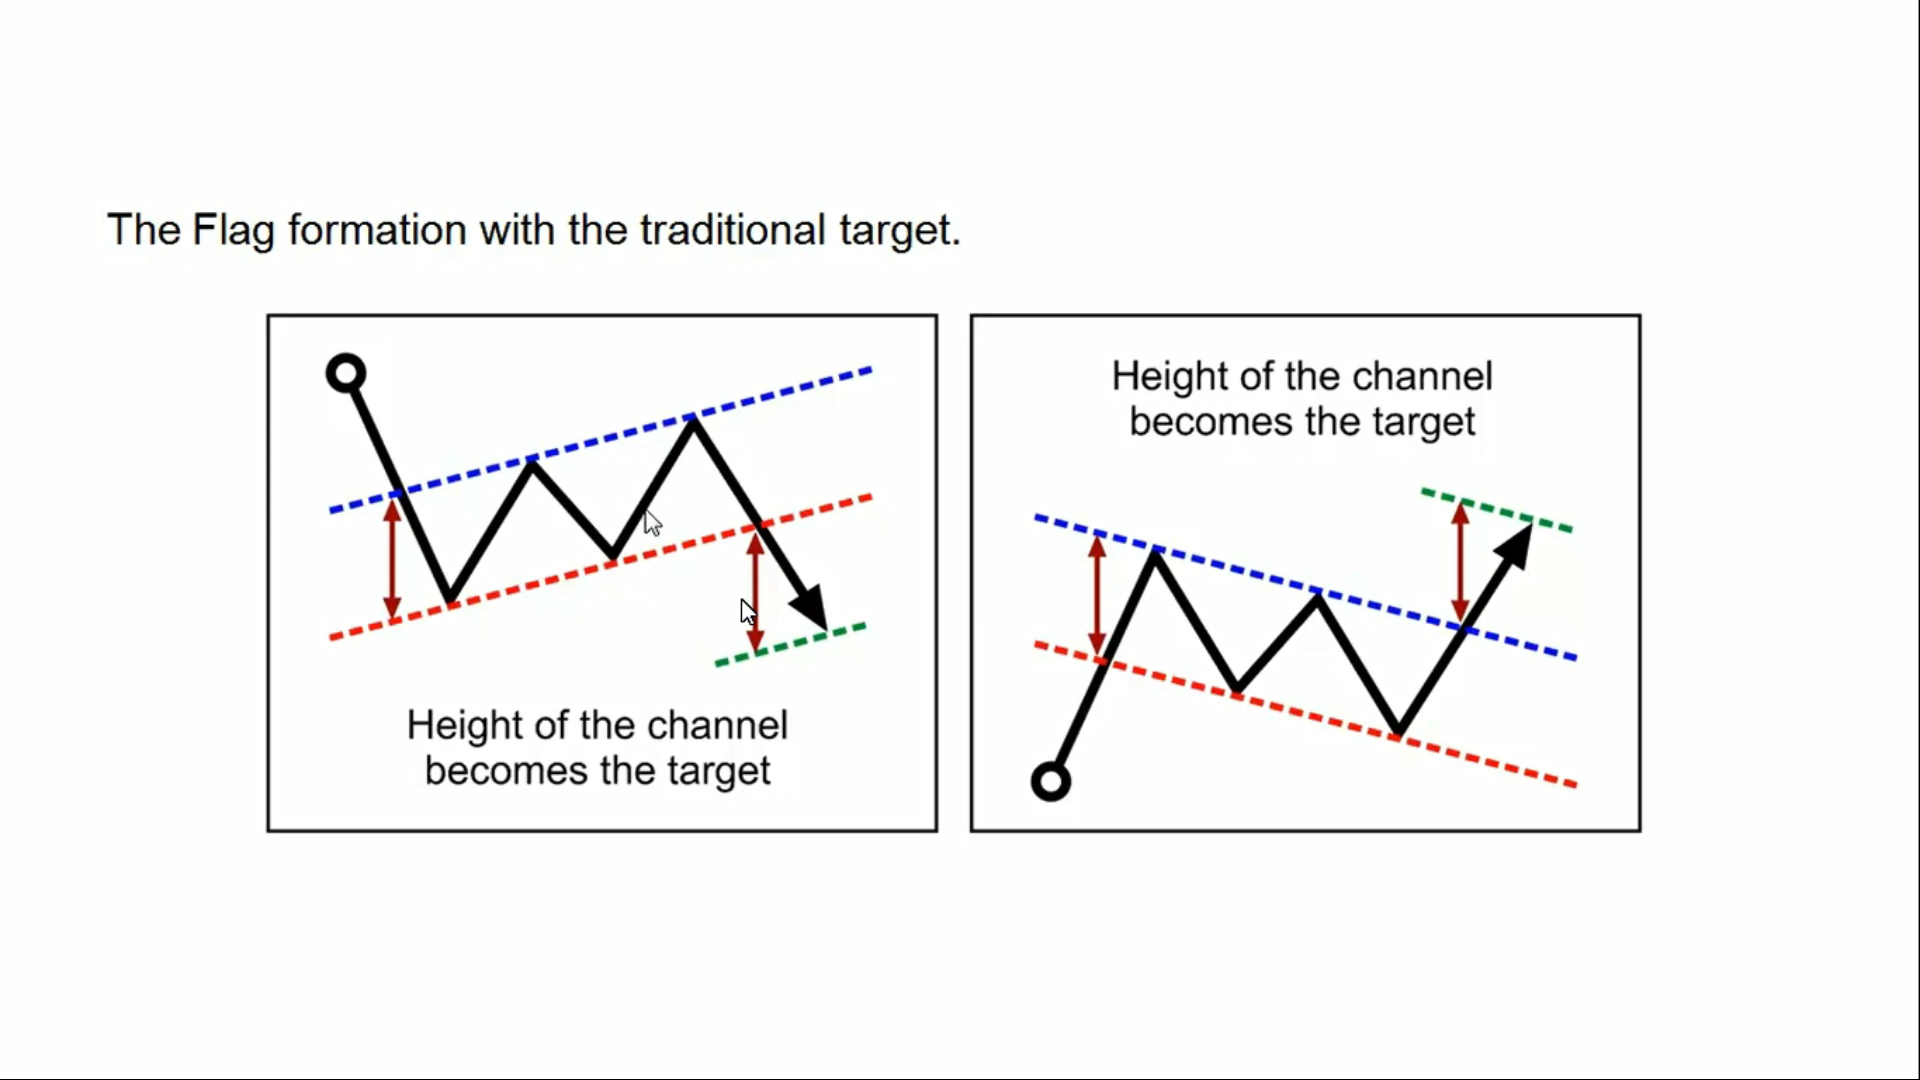 The Flag formation with the traditional target.
Height of the channel
becomes the target
Height of the channel
becomes the target